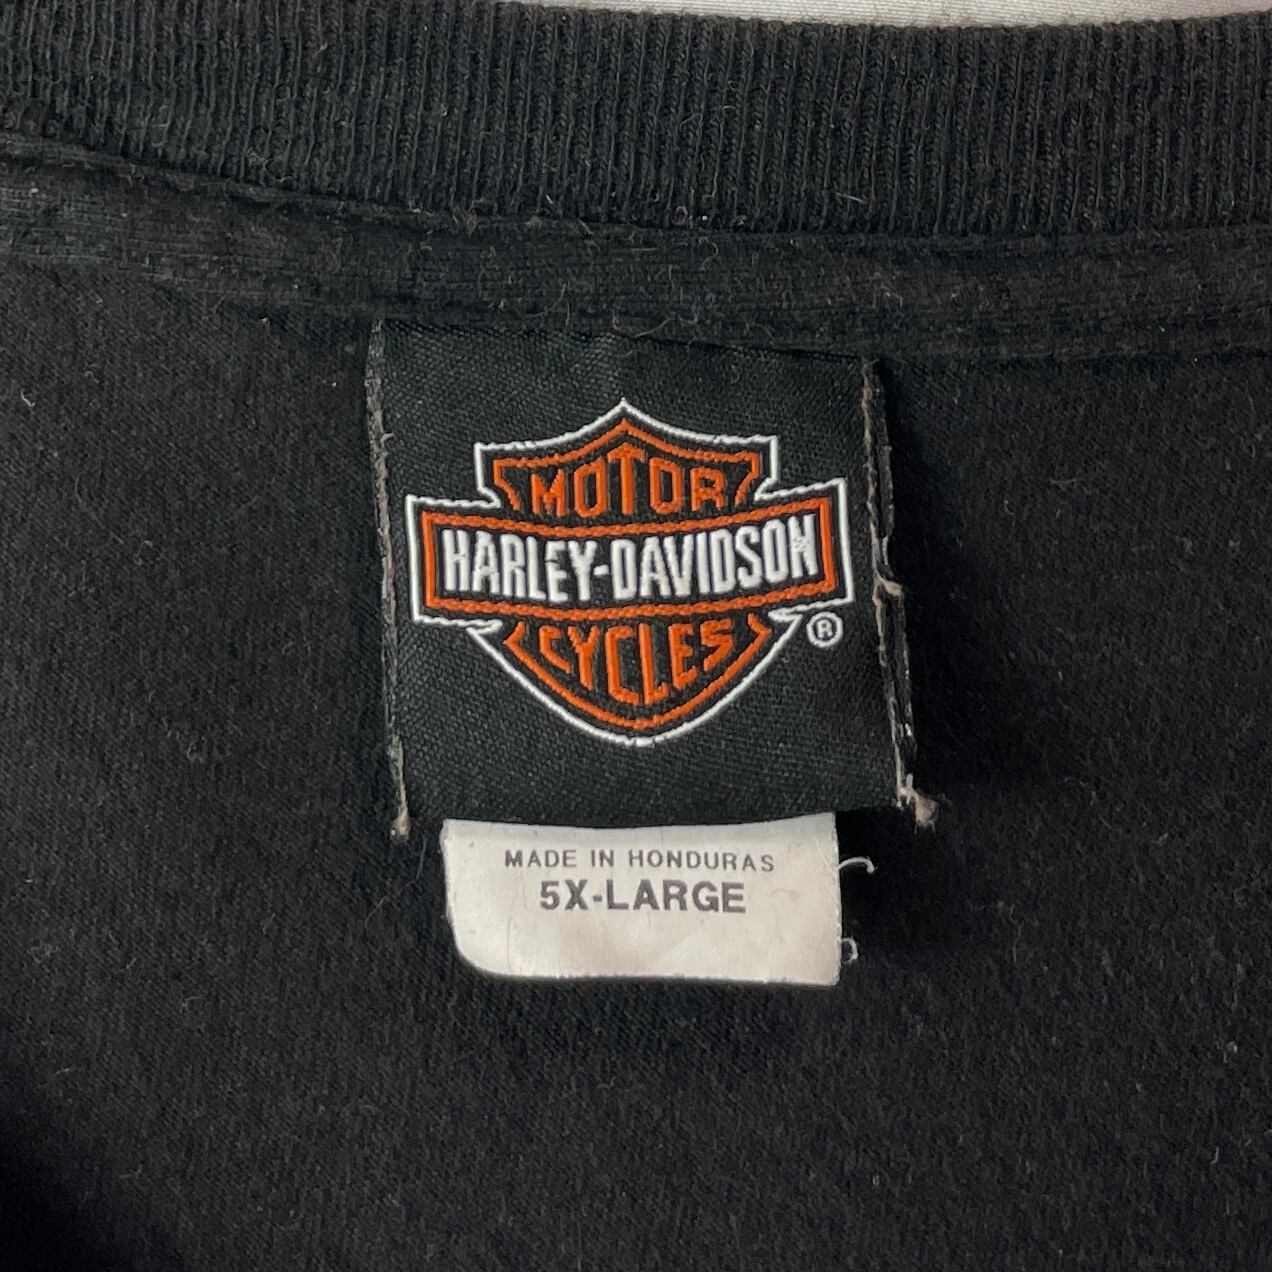 MOTOR
HARLEY-DAVIDSON
CYCLES
®
MADE IN HONDURAS
5X-LARGE